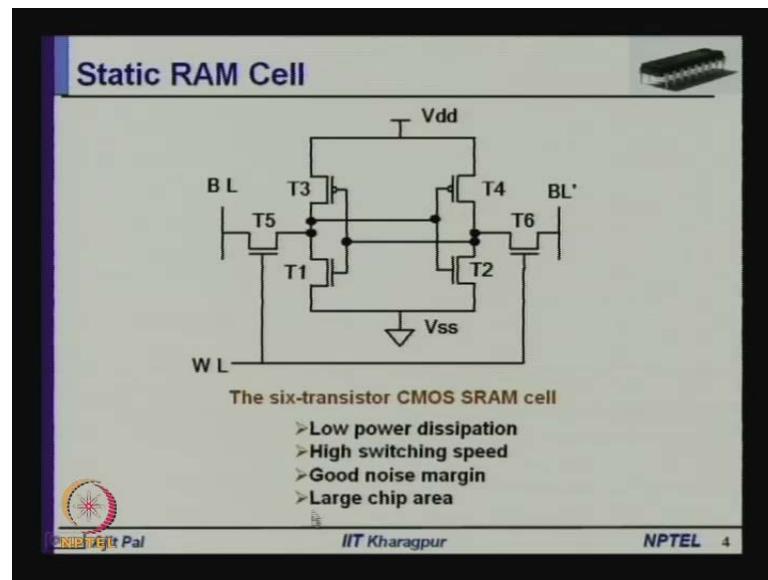 Static RAM Cell
Vdd
B L
T3
T4
BL'
T5
T6
T1
T2
Vss
W L
The six-transistor CMOS SRAM cell
➢Low power dissipation
➢High switching speed
➢Good noise margin
➢Large chip area
Pal
IIT Kharagpur
NPTEL 4
NPTEL